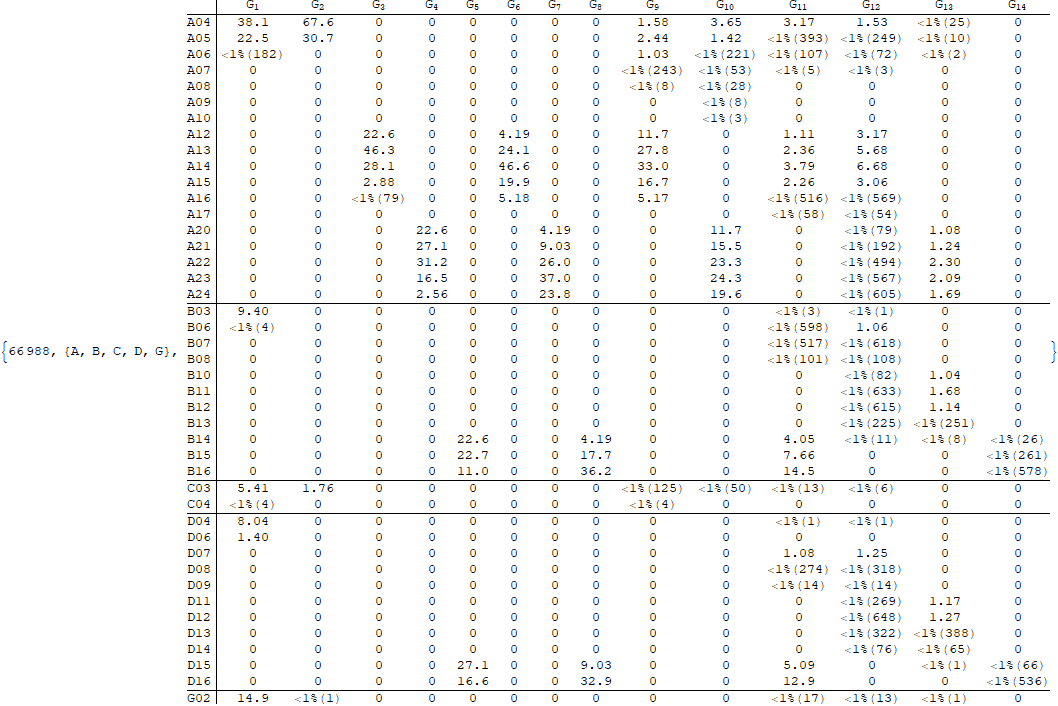 G1 G2 G3 G4 G5 G6 G7 G8 G9 G10 G11 G12 G13 G14
A04 38.1 67.6 0 0 0 0 0 0 1.58 3.65 3.17 1.53 <1%(25) 0
A05 22.5 30.7 0 0 0 0 0 0 2.44 1.42 <1%(393) <1%(249) <1%(10) 0
A06 <1%(182) 0 0 0 0 0 0 0 1.03 <1%(221) <1%(107) <1%(72) <1%(2) 0
A07 0 0 0 0 0 0 0 0 <1%(243) <1%(53) <1%(5) <1%(3) 0 0
A08 0 0 0 0 0 0 0 0 <1%(8) <1%(28) 0 0 0 0
A09 0 0 0 0 0 0 0 0 0 <1%(8) 0 0 0 0
A10 0 0 0 0 0 0 0 0 0 <1%(3) 0 0 0 0
A12 0 0 22.6 0 0 4.19 0 0 11.7 0 1.11 3.17 0 0
A13 0 0 46.3 0 0 24.1 0 0 27.8 0 2.36 5.68 0 0
A14 0 0 28.1 0 0 46.6 0 0 33.0 0 3.79 6.68 0 0
A15 0 0 2.88 0 0 19.9 0 0 16.7 0 2.26 3.06 0 0
A16 0 0 <1%(79) 0 0 5.18 0 0 5.17 0 <1%(516) <1%(569) 0 0
A17 0 0 0 0 0 0 0 0 0 0 <1%(58) <1%(54) 0 0
A20 0 0 0 22.6 0 0 4.19 0 0 11.7 0 <1%(79) 1.08 0
A21 0 0 0 27.1 0 0 9.03 0 0 15.5 0 <1%(192) 1.24 0
A22 0 0 0 31.2 0 0 26.0 0 0 23.3 0 <1%(494) 2.30 0
A23 0 0 0 16.5 0 0 37.0 0 0 24.3 0 <1%(567) 2.09 0
A24 0 0 0 2.56 0 0 23.8 0 0 19.6 0 <1%(605) 1.69 0
B03 9.40 0 0 0 0 0 0 0 0 0 <1%(3) <1%(1) 0 0
B06 <1%(4) 0 0 0 0 0 0 0 0 0 <1%(598) 1.06 0 0
B07 0 0 0 0 0 0 0 0 0 0 <1%(517) <1%(618) 0 0
{66988, {A, B, C, D, G}, }
B08 0 0 0 0 0 0 0 0 0 0 <1%(101) <1%(108) 0 0
B10 0 0 0 0 0 0 0 0 0 0 0 <1%(82) 1.04 0
B11 0 0 0 0 0 0 0 0 0 0 0 <1%(633) 1.68 0
B12 0 0 0 0 0 0 0 0 0 0 0 <1%(615) 1.14 0
B13 0 0 0 0 0 0 0 0 0 0 0 <1%(225) <1%(251) 0
B14 0 0 0 0 22.6 0 0 4.19 0 0 4.05 <1%(11) <1%(8) <1%(26)
B15 0 0 0 0 22.7 0 0 17.7 0 0 7.66 0 0 <1%(261)
B16 0 0 0 0 11.0 0 0 36.2 0 0 14.5 0 0 <1%(578)
C03 5.41 1.76 0 0 0 0 0 0 <1%(125) <1%(50) <1%(13) <1%(6) 0 0
C04 <1%(4) 0 0 0 0 0 0 0 <1%(4) 0 0 0 0 0
D04 8.04 0 0 0 0 0 0 0 0 0 <1%(1) <1%(1) 0 0
D06 1.40 0 0 0 0 0 0 0 0 0 0 0 0 0
D07 0 0 0 0 0 0 0 0 0 0 1.08 1.25 0 0
D08 0 0 0 0 0 0 0 0 0 0 <1%(274) <1%(318) 0 0
D09 0 0 0 0 0 0 0 0 0 0 <1%(14) <1%(14) 0 0
D11 0 0 0 0 0 0 0 0 0 0 0 <1%(269) 1.17 0
D12 0 0 0 0 0 0 0 0 0 0 0 <1%(648) 1.27 0
D13 0 0 0 0 0 0 0 0 0 0 0 <1%(322) <1%(388) 0
D14 0 0 0 0 0 0 0 0 0 0 0 <1%(76) <1%(65) 0
D15 0 0 0 0 27.1 0 0 9.03 0 0 5.09 0 <1%(1) <1%(66)
D16 0 0 0 0 16.6 0 0 32.9 0 0 12.9 0 0 <1%(536)
G02 14.9 <1%(1) 0 0 0 0 0 0 0 0 <1%(17) <1%(13) <1%(1) 0